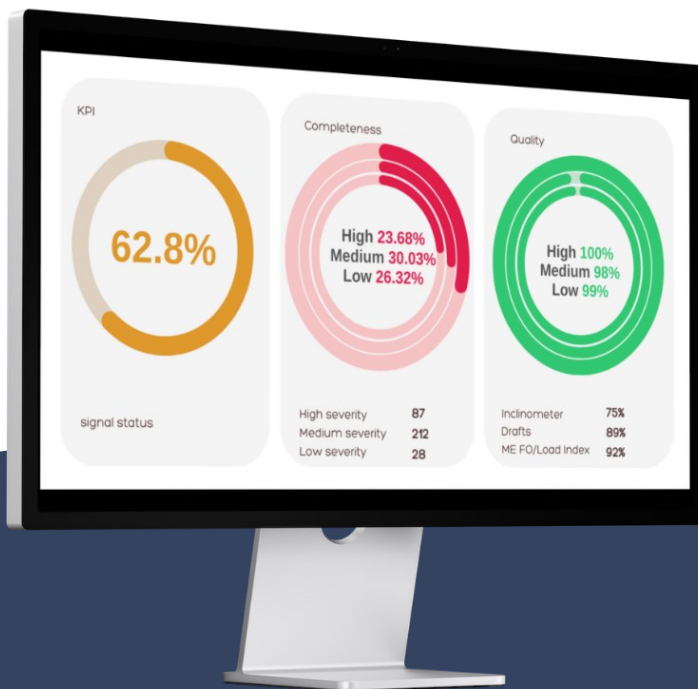 KPI
62.8%
signal status
Completeness
High 23.68%
Medium 30.03%
Low 26.32%
High severity 87
Medium severity 212
Low severity 28
Quality
High 100%
Medium 98%
Low 99%
Inclinometer 75%
Drafts 89%
ME FO/Load Index 92%